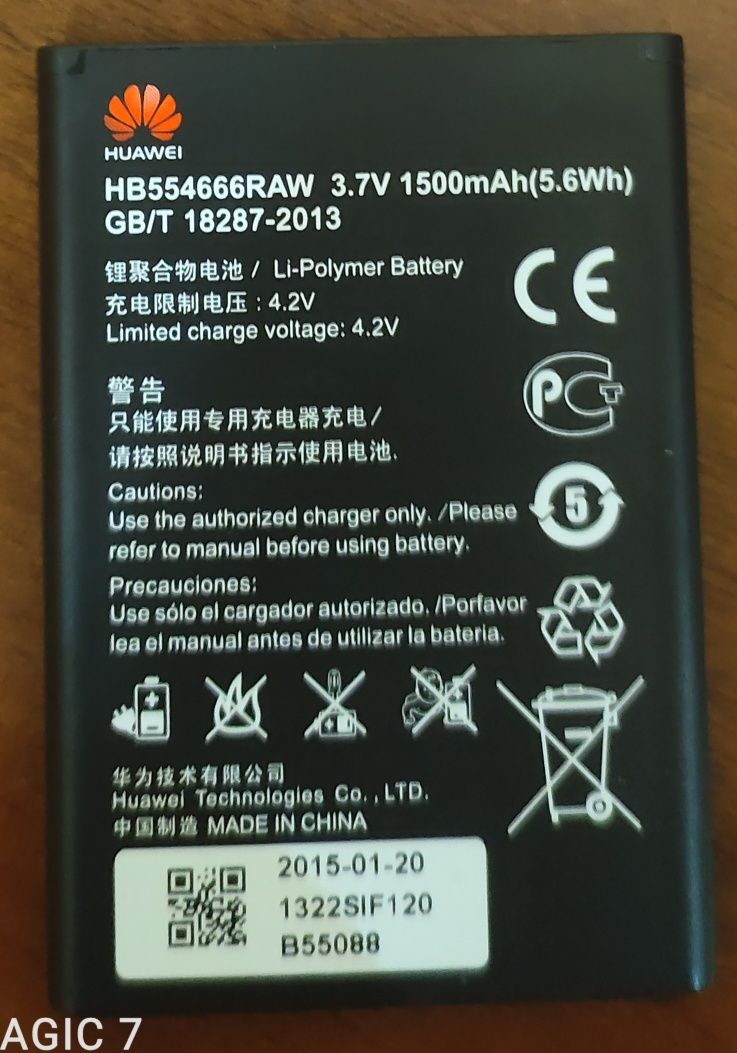 HUAWEI
HB554666RAW 3.7V 1500mAh(5.6Wh)
GB/T 18287-2013
锂聚合物电池 / Li-Polymer Battery
充电限制电压 : 4.2V
Limited charge voltage: 4.2V
CE
警告
只能使用专用充电器充电/
请按照说明书指示使用电池.
PCT
Cautions:
Use the authorized charger only. /Please
refer to manual before using battery.
5
Precauciones:
Use sólo el cargador autorizado. /Porfavor
lea el manual antes de utilizar la bateria.
华为技术有限公司
Huawei Technologies Co., LTD.
中国制造 MADE IN CHINA
2015-01-20
1322SIF120
B55088
AGIC 7